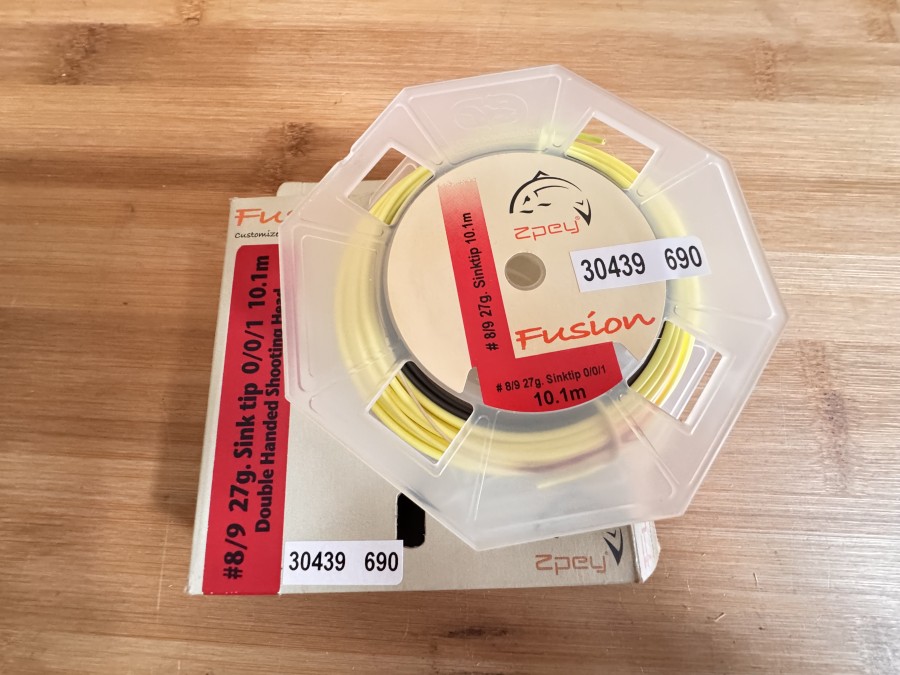 Zpey
30439 690
# 8/9 27g. Sinktip 10.1m
Fusion
# 8/9 27g. Sinktip 0/0/1
10.1m
Customize
#8/9 27g. Sink tip 0/0/1 10.1m
Double Handed Shooting Head
30439 690
Zpey